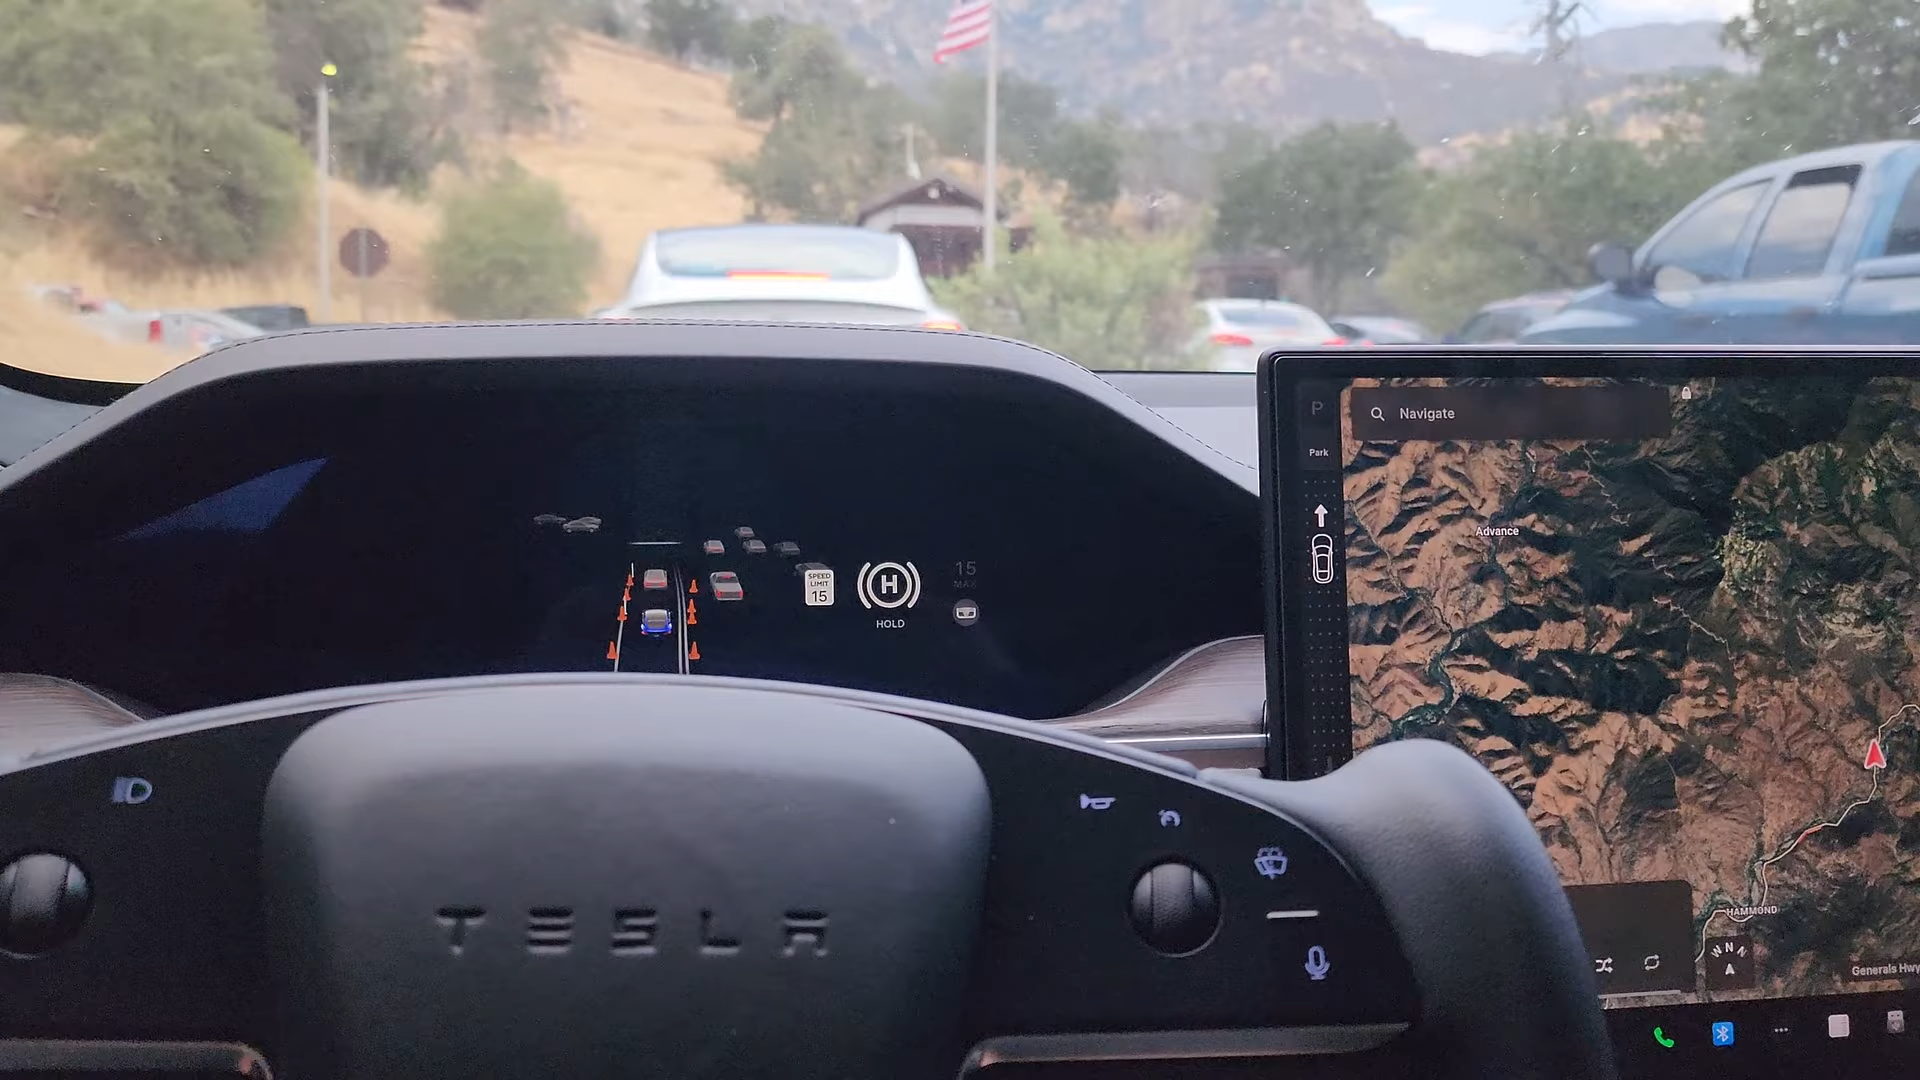 P
Navigate
Park
Advance
SPEED
LIMIT
15
H
HOLD
15
MAX
HAMMOND
W N N
Generals Hwy
TESLA